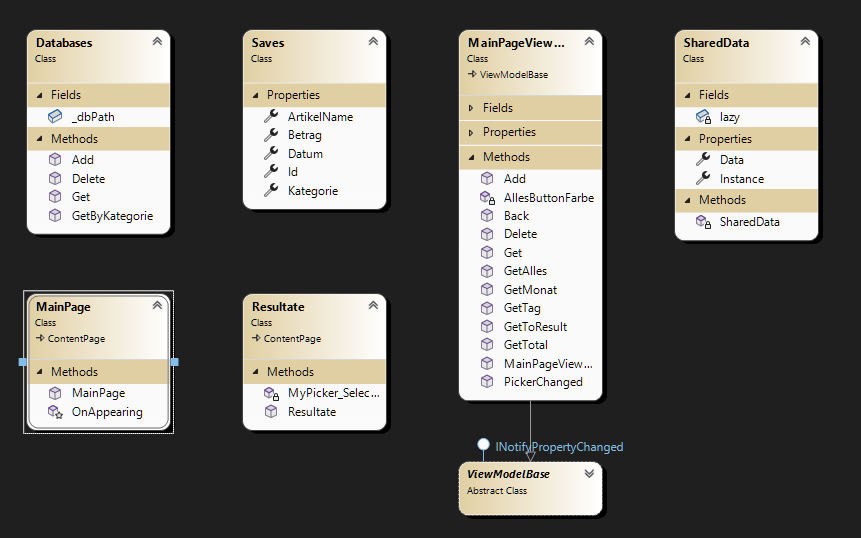 Databases
Class
Fields
_dbPath
Methods
Add
Delete
Get
GetByKategorie
Saves
Class
Properties
ArtikelName
Betrag
Datum
Id
Kategorie
MainPageView...
Class
ViewModelBase
Fields
Properties
Methods
Add
AllesButtonFarbe
Back
Delete
Get
GetAlles
GetMonat
GetTag
GetToResult
GetTotal
MainPageView...
PickerChanged
SharedData
Class
Fields
lazy
Properties
Data
Instance
Methods
SharedData
MainPage
Class
ContentPage
Methods
MainPage
OnAppearing
Resultate
Class
ContentPage
Methods
MyPicker_Selec...
Resultate
INotifyPropertyChanged
ViewModelBase
Abstract Class